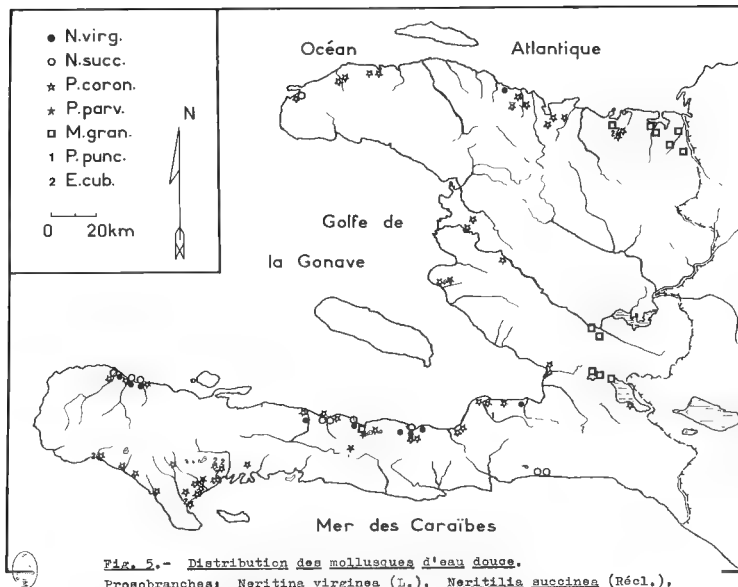 N.virg.
N.succ.
P.coron.
P.parv.
M.gran.
1 P.punc.
2 E.cub.
N
0 20km
Océan Atlantique
Golfe de
la Gonave
Mer des Caraïbes
Fig. 5.- Distribution des mollusques d'eau douce.
Prosobranches: Neritina virginea (L.), Neritilia succinea (Récl.),